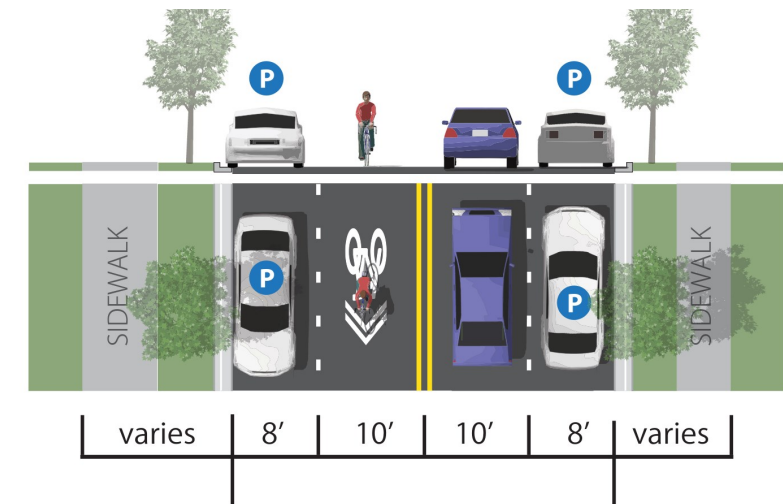 P
P
SIDEWALK
P
P
SIDEWALK
varies
8’
10’
10’
8’
varies